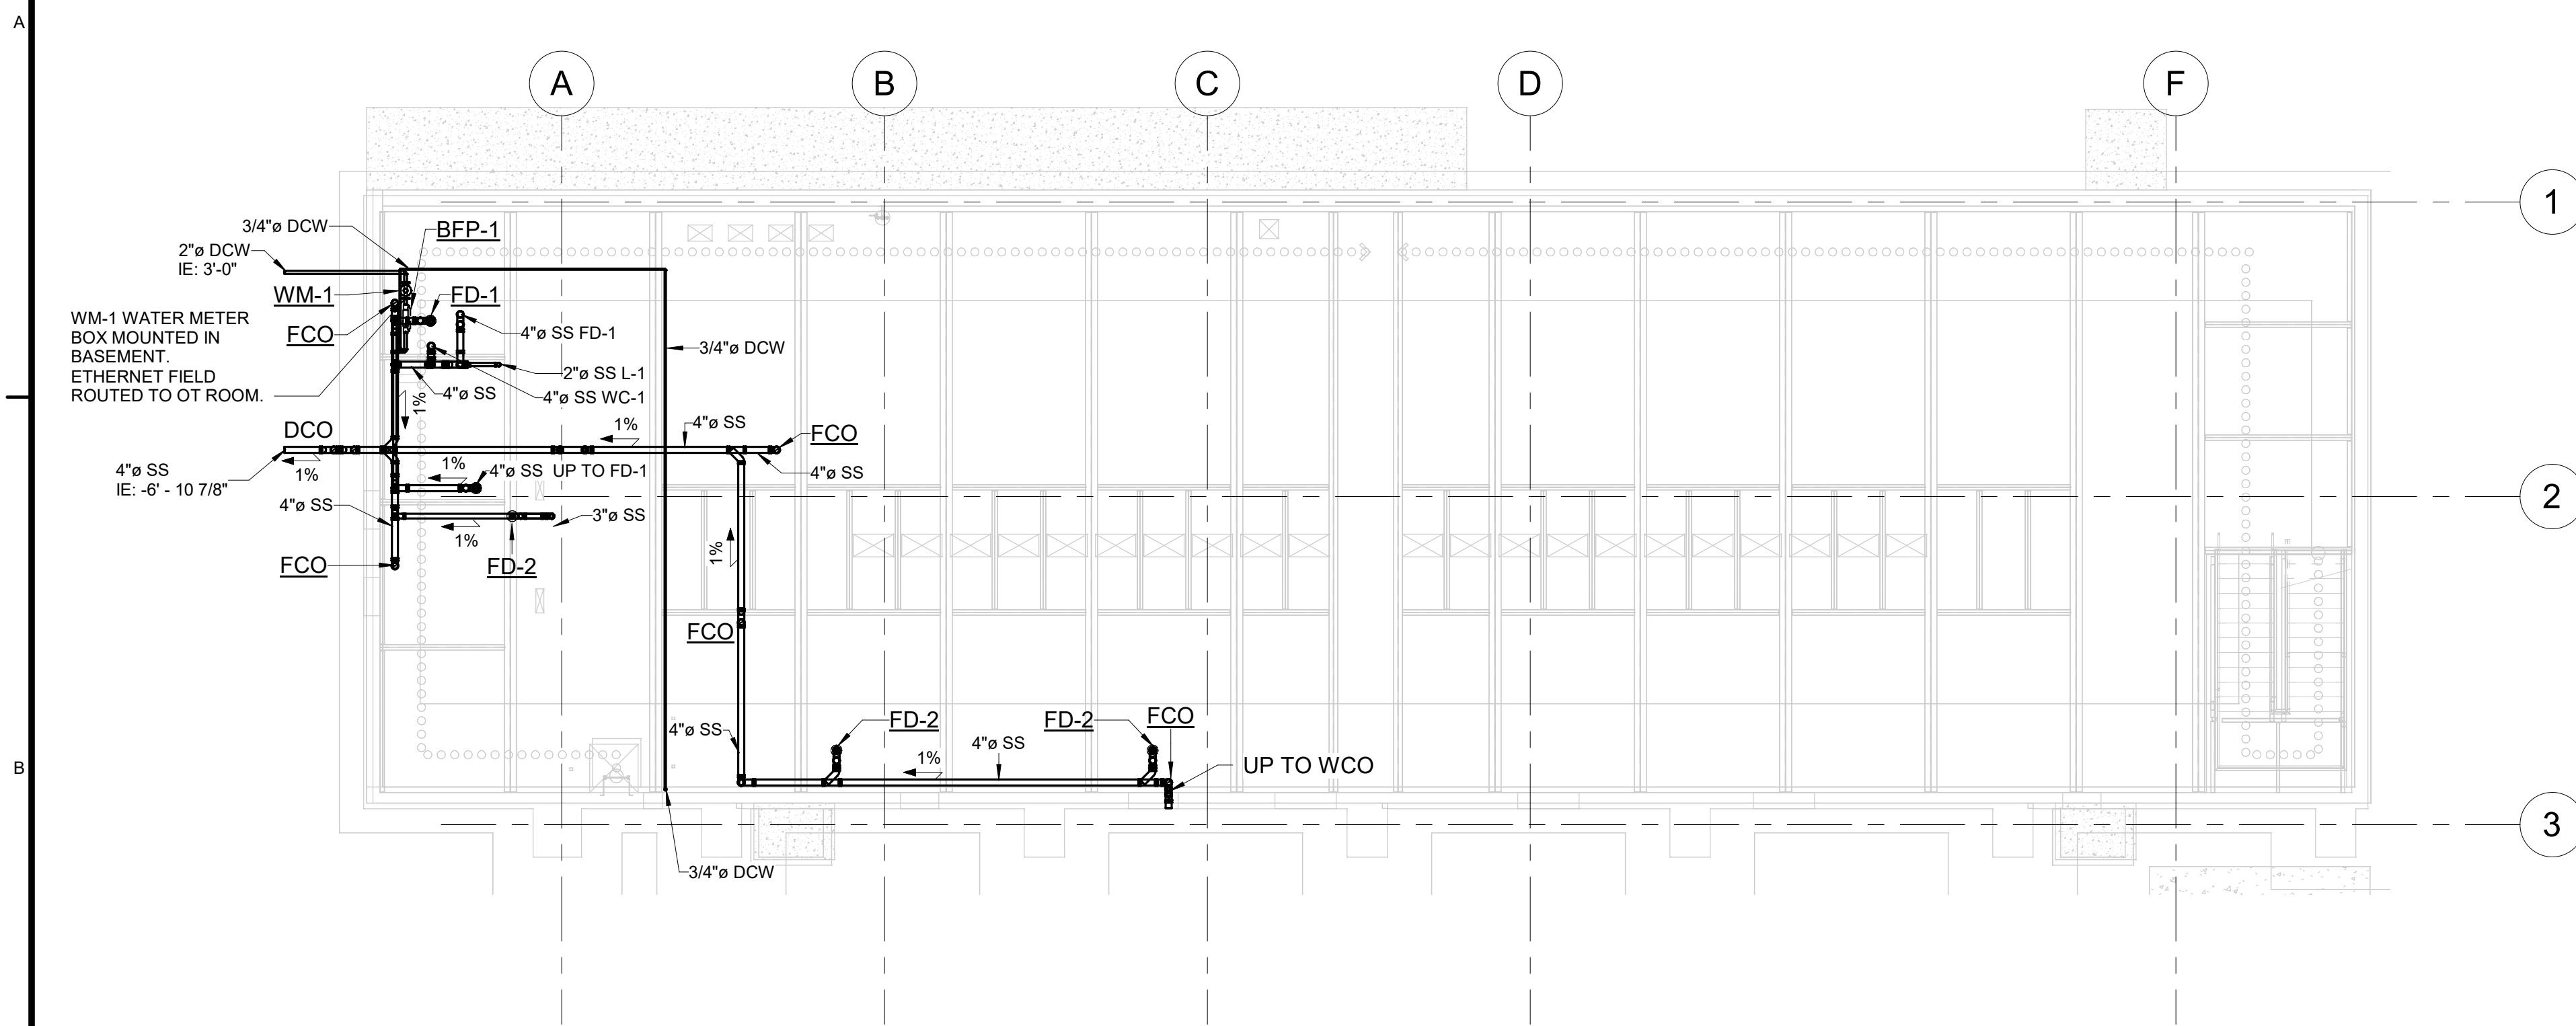 A
A
B
C
D
F
1
3/4"ø DCW
BFP-1
2"ø DCW
IE: 3'-0"
WM-1
FD-1
WM-1 WATER METER
BOX MOUNTED IN
BASEMENT.
ETHERNET FIELD
ROUTED TO OT ROOM.
FCO
4"ø SS FD-1
3/4"ø DCW
2"ø SS L-1
4"ø SS
4"ø SS WC-1
1%
DCO
1%
4"ø SS
FCO
4"ø SS
IE: -6' - 10 7/8"
1%
1%
4"ø SS UP TO FD-1
4"ø SS
2
4"ø SS
3"ø SS
1%
FCO
FD-2
1%
FCO
4"ø SS
FD-2
FD-2
FCO
4"ø SS
1%
UP TO WCO
B
3
3/4"ø DCW